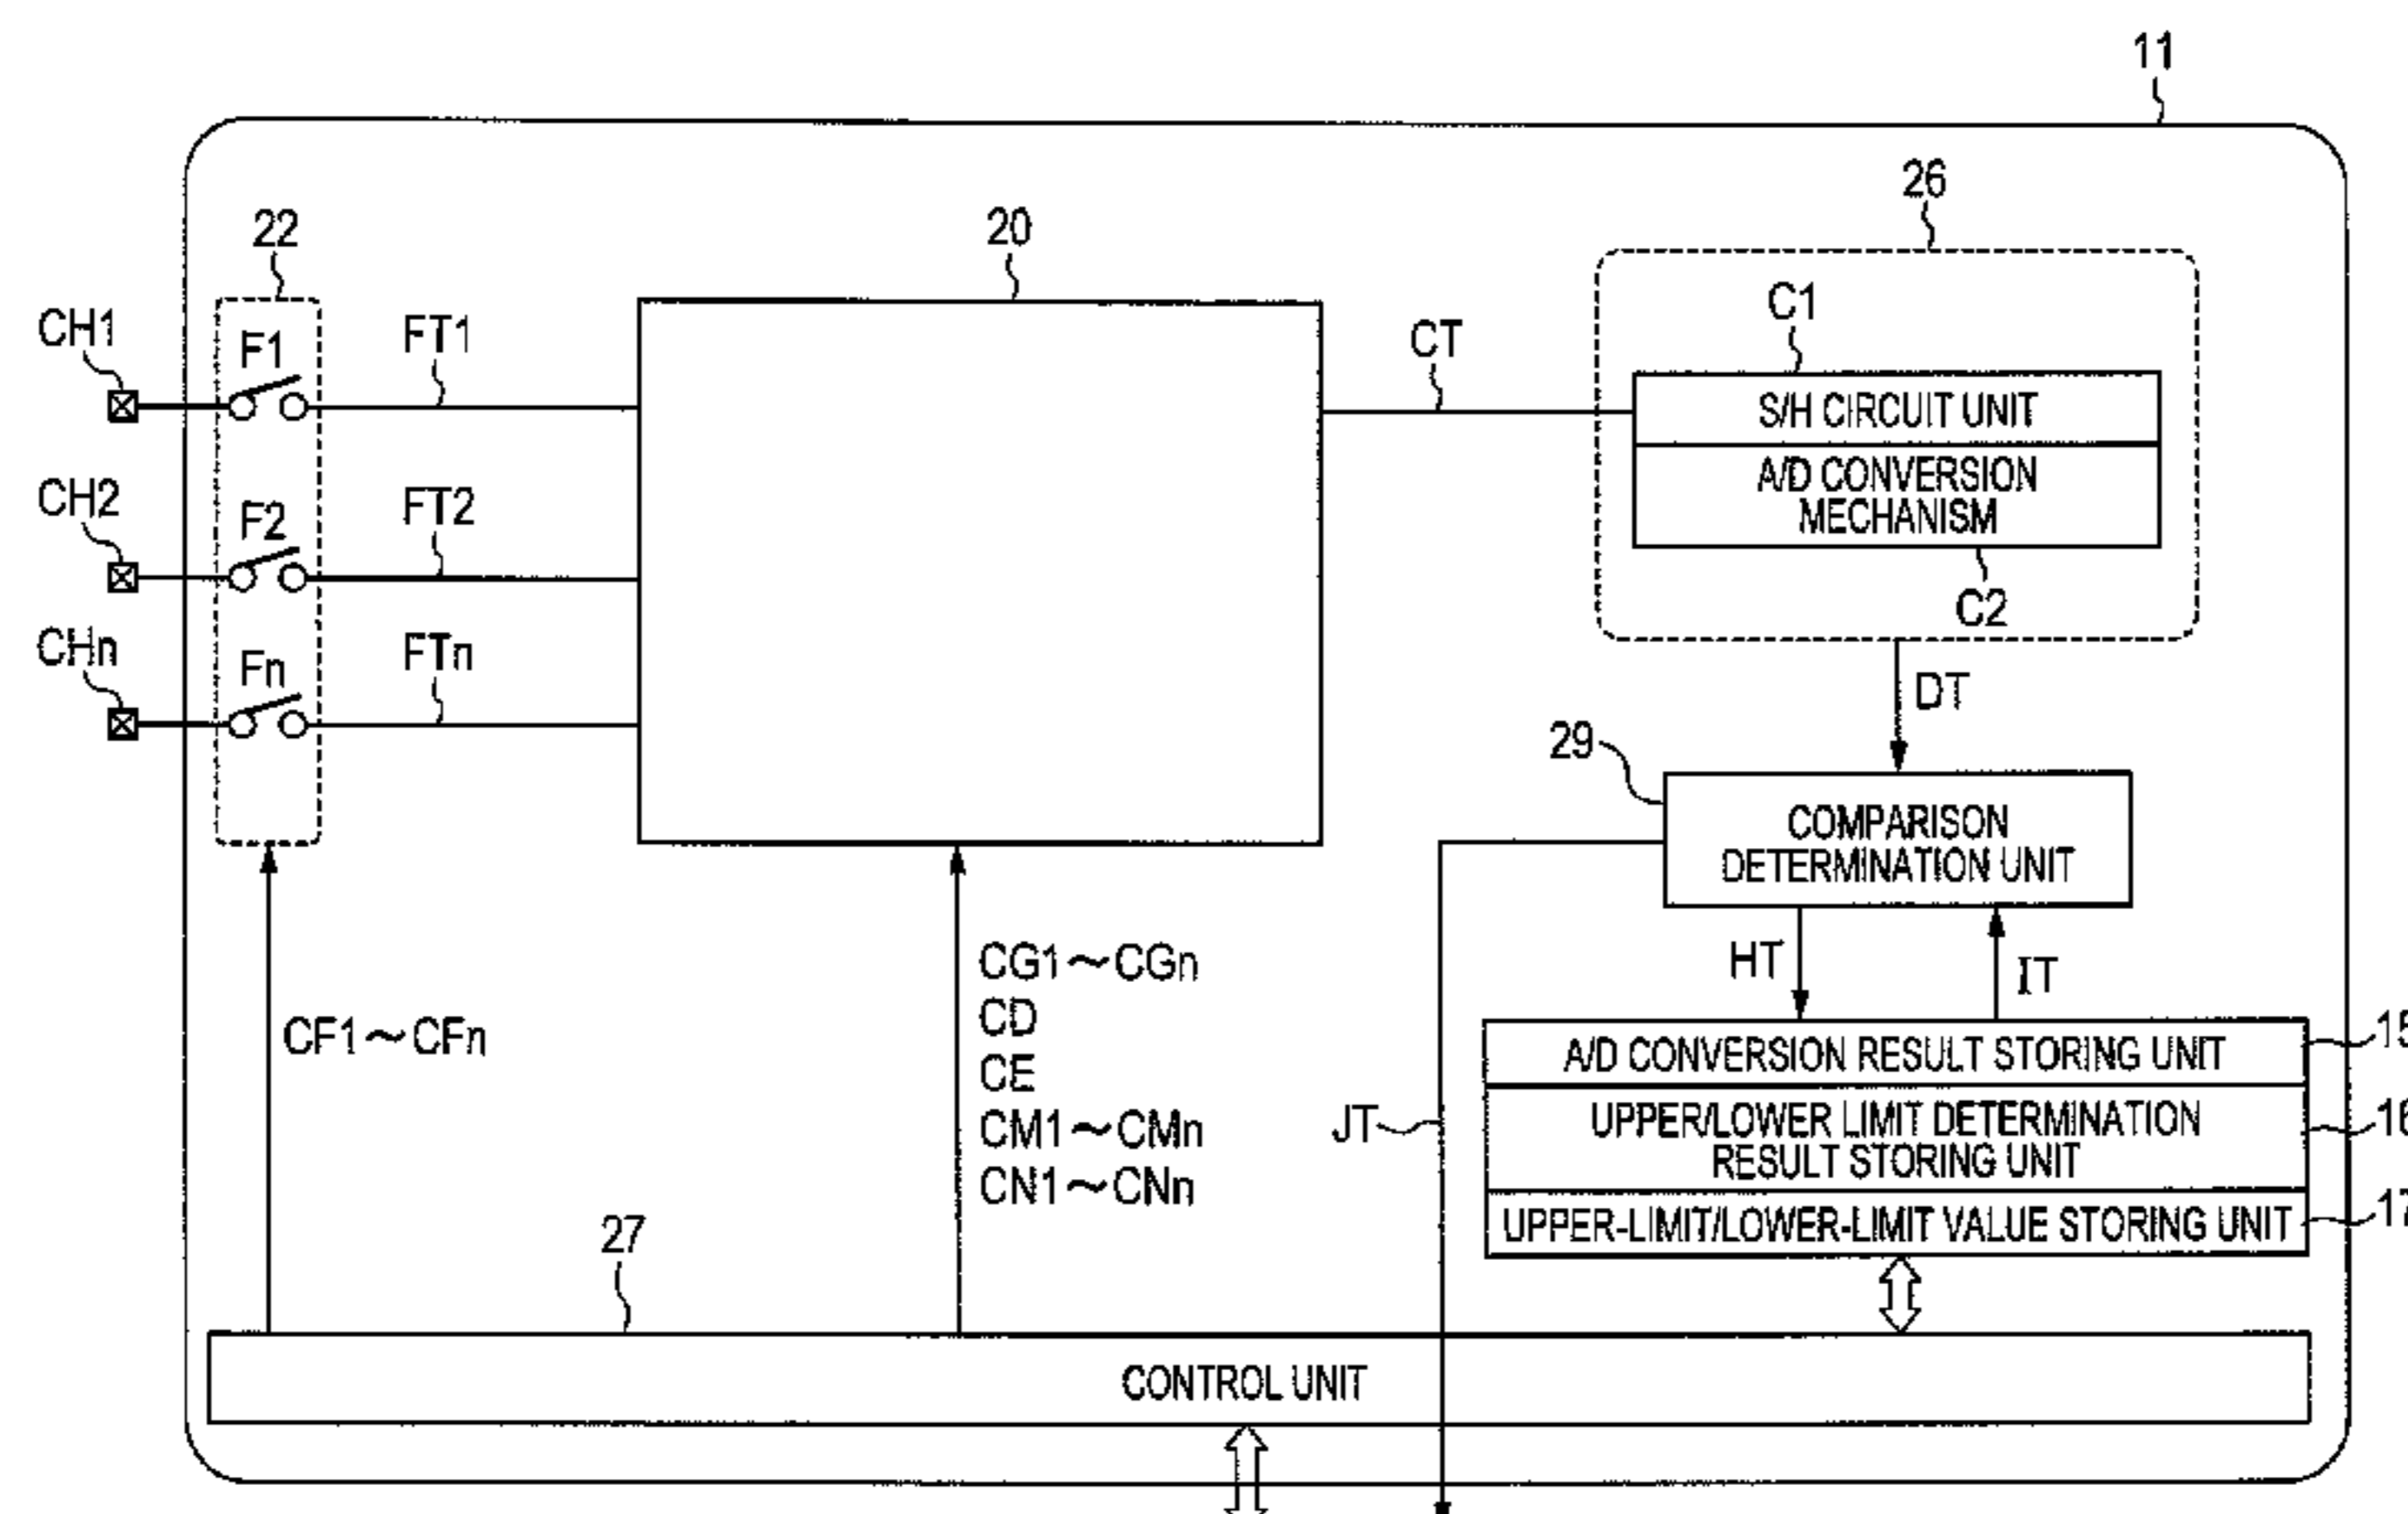 11
26
22
20
C1
CH1
F1
FT1
CT
S/H CIRCUIT UNIT
A/D CONVERSION
MECHANISM
CH2
F2
FT2
C2
CHn
Fn
FTn
DT
29
COMPARISON
DETERMINATION UNIT
CG1~CGn
HT
IT
CF1~CFn
CD
15
A/D CONVERSION RESULT STORING UNIT
CE
CM1~CMn
JT
UPPER/LOWER LIMIT DETERMINATION
RESULT STORING UNIT
16
CN1~CNn
UPPER-LIMIT/LOWER-LIMIT VALUE STORING UNIT
17
27
CONTROL UNIT